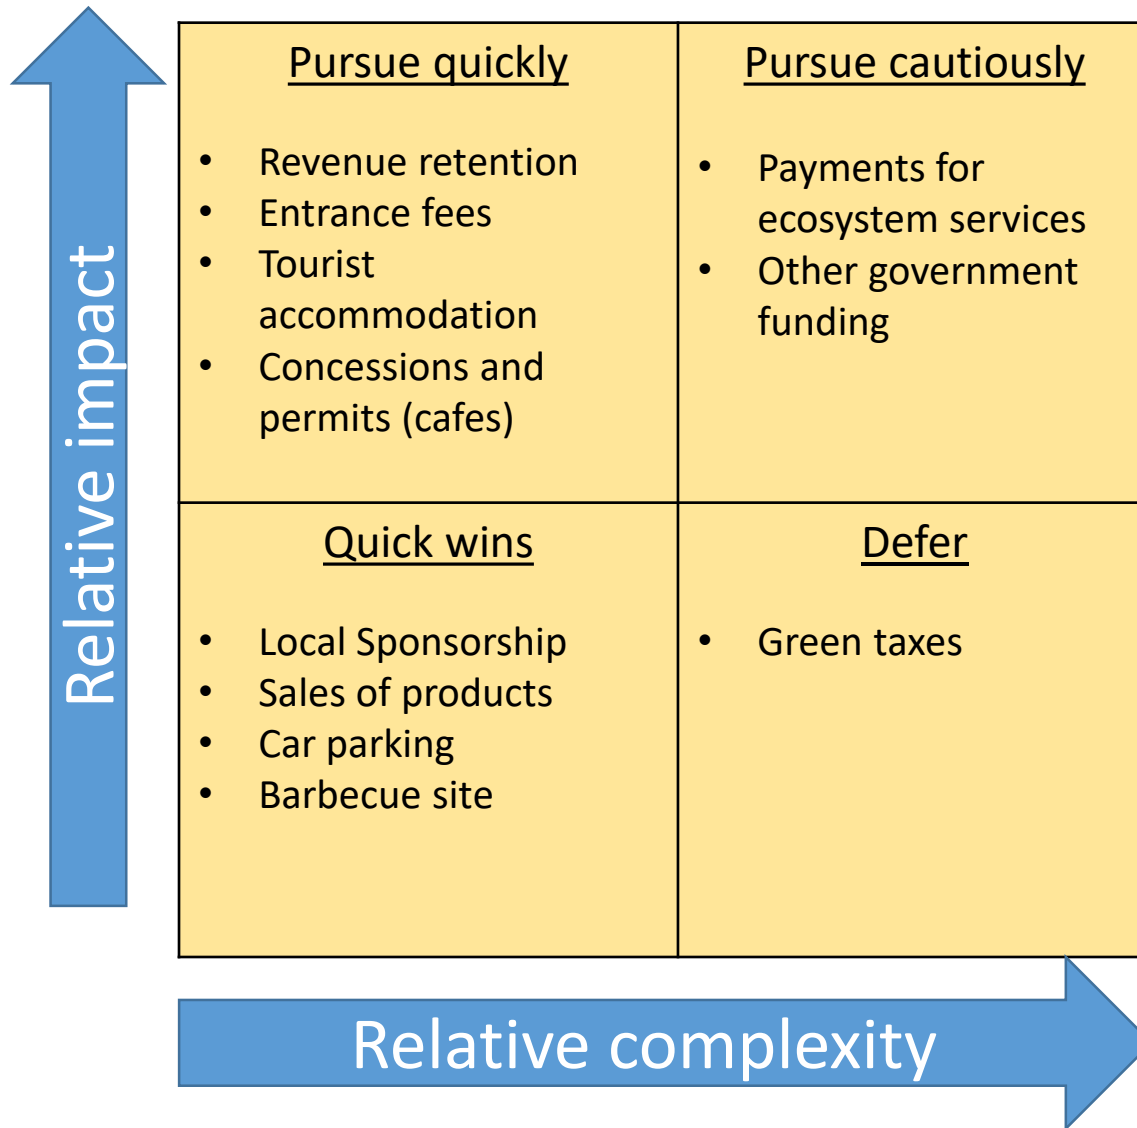 Relative impact
Pursue quickly
• Revenue retention
• Entrance fees
• Tourist
accommodation
• Concessions and
permits (cafes)
Pursue cautiously
• Payments for
ecosystem services
• Other government
funding
Quick wins
• Local Sponsorship
• Sales of products
• Car parking
• Barbecue site
Defer
• Green taxes
Relative complexity